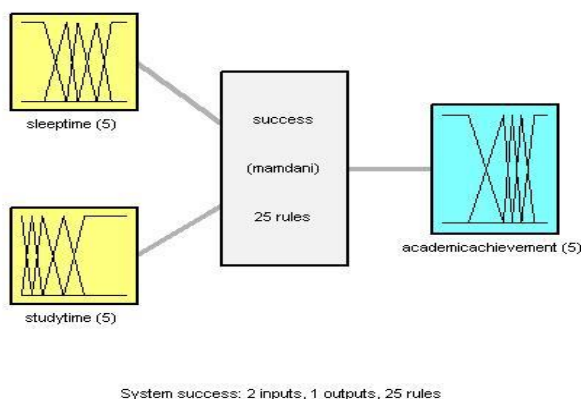 sleeptime (5)
studytime (5)
success
(mamdani)
25 rules
academicachievement (5)
System success: 2 inputs, 1 outputs, 25 rules